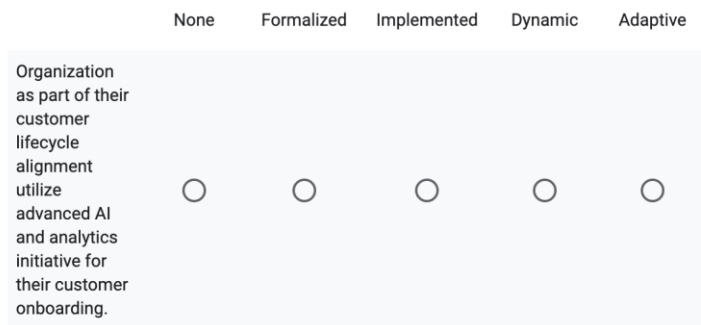 None Formalized Implemented Dynamic Adaptive
Organization
as part of their
customer
lifecycle
alignment
utilize
advanced AI
and analytics
initiative for
their customer
onboarding.